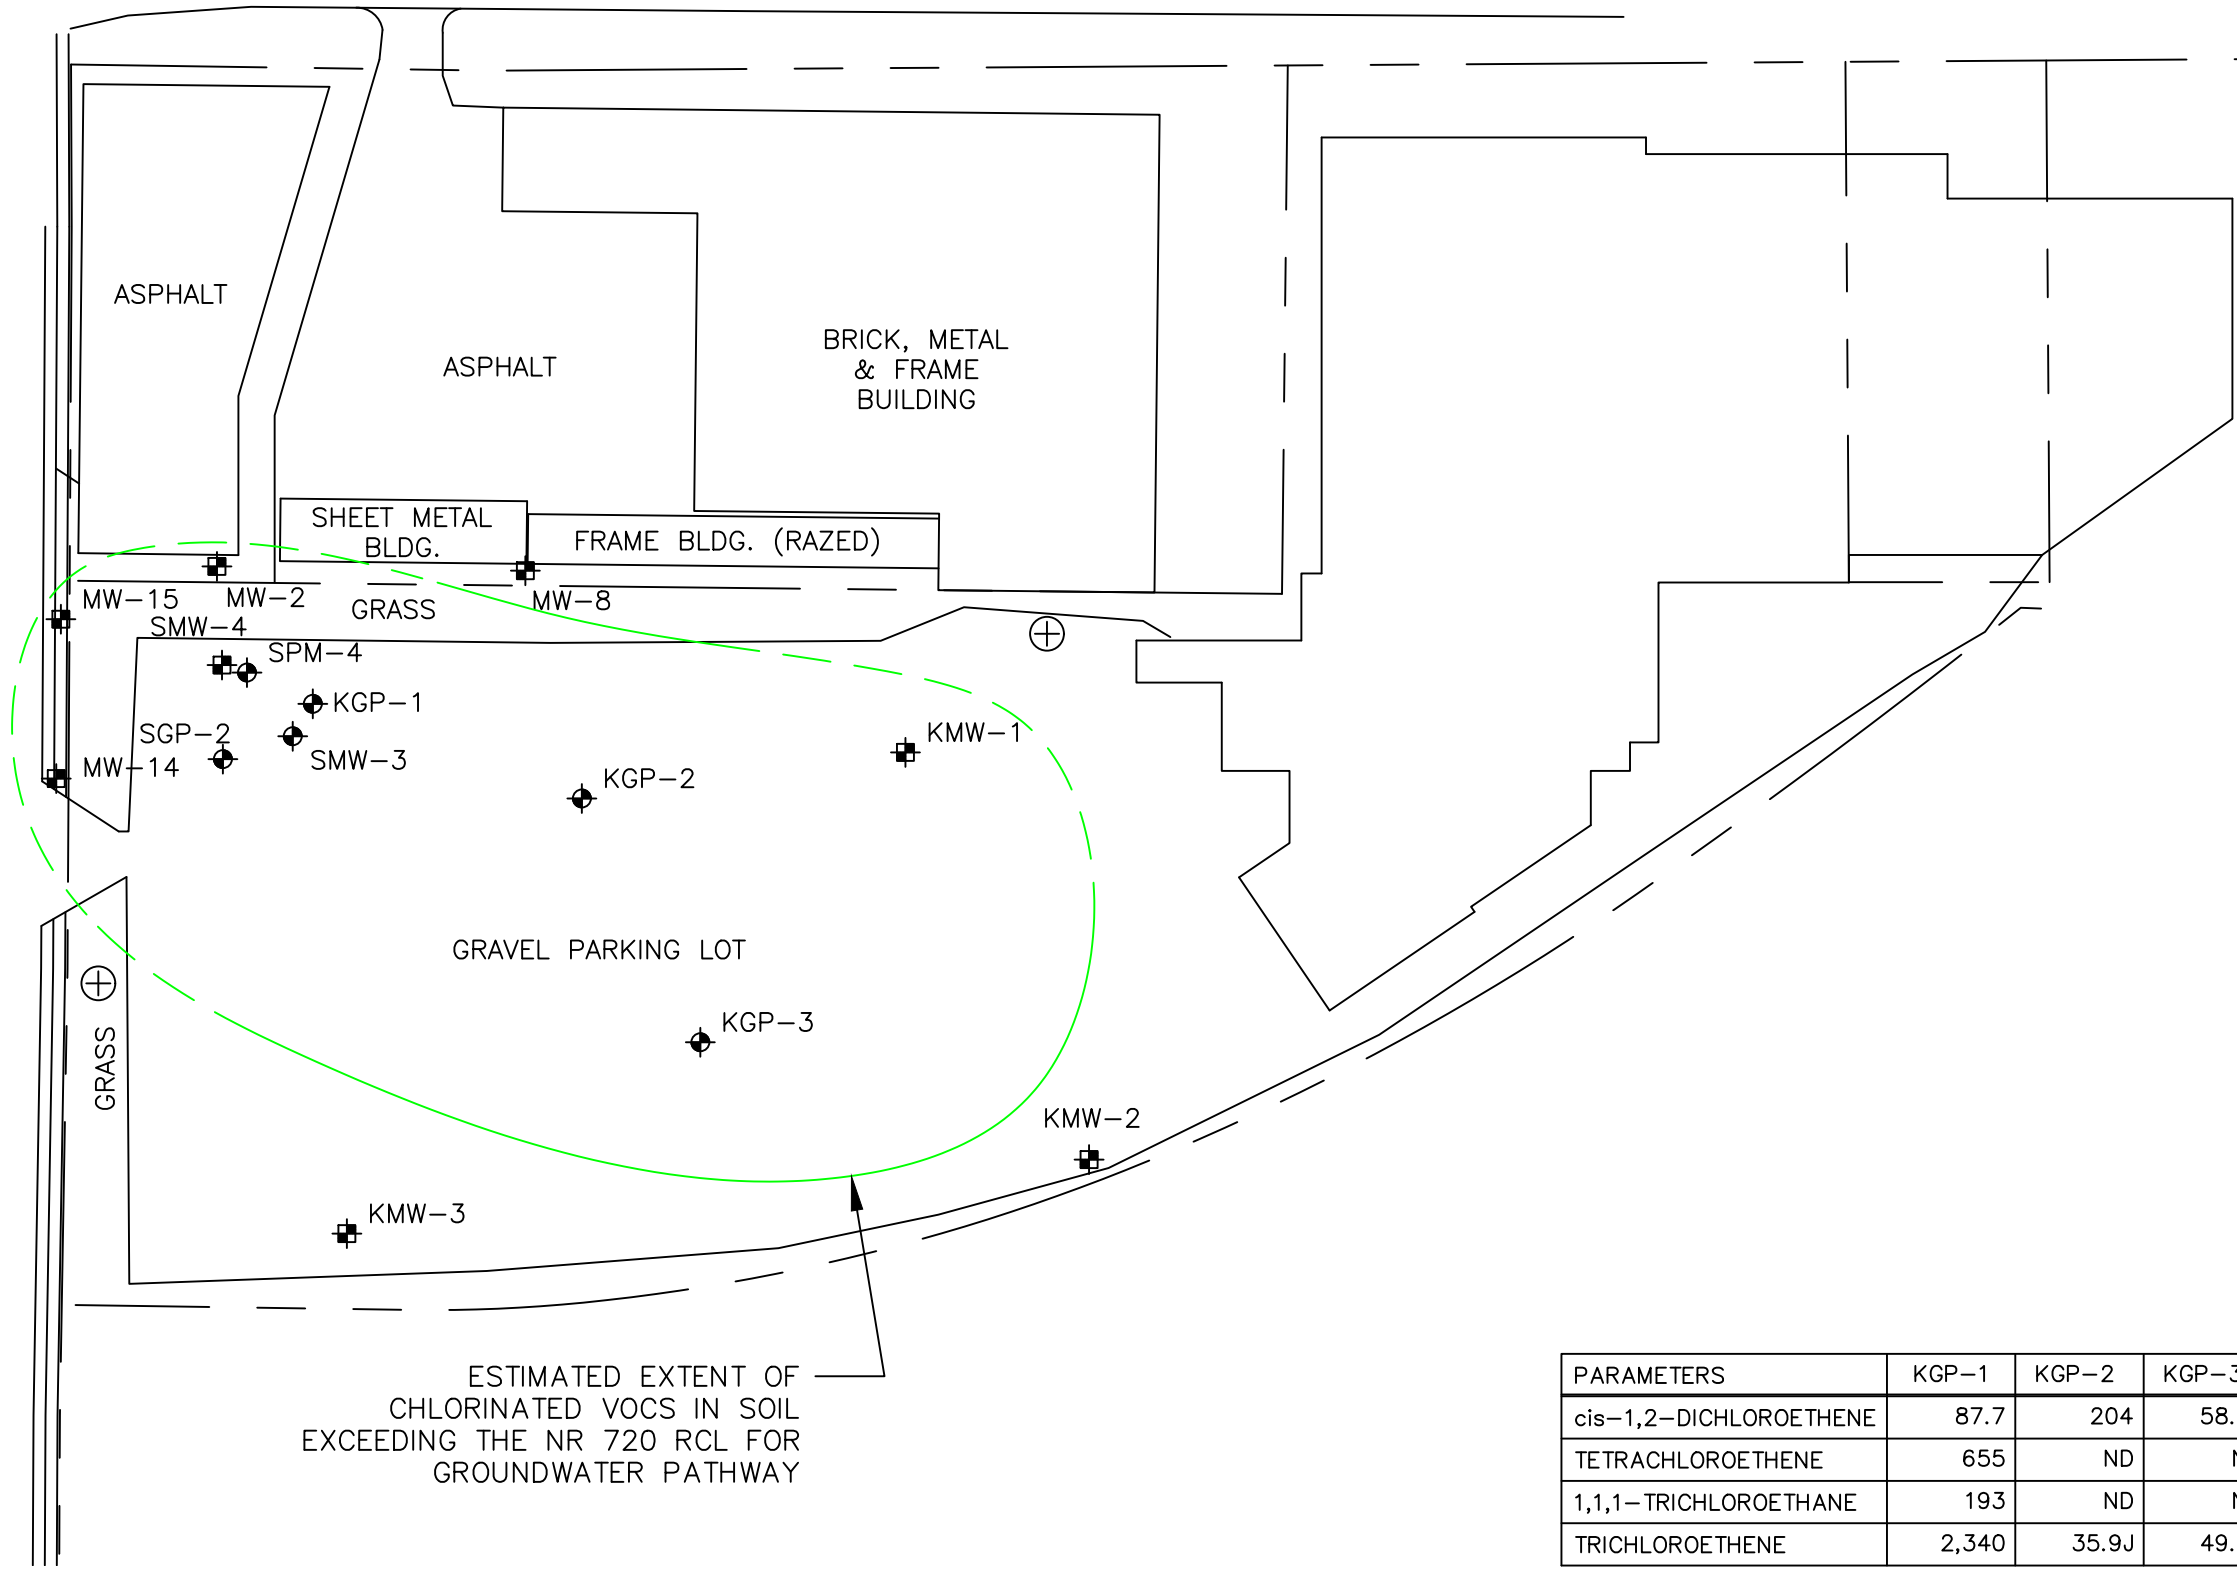 ASPHALT
ASPHALT
BRICK, METAL
& FRAME
BUILDING
SHEET METAL
BLDG.
FRAME BLDG. (RAZED)
MW-15
MW-2
MW-8
GRASS
SMW-4
SPM-4
KGP-1
SGP-2
SMW-3
MW-14
KGP-2
KMW-1
GRAVEL PARKING LOT
GRASS
KGP-3
KMW-2
KMW-3
ESTIMATED EXTENT OF
CHLORINATED VOCS IN SOIL
EXCEEDING THE NR 720 RCL FOR
GROUNDWATER PATHWAY
PARAMETERS KGP-1 KGP-2 KGP-3
cis-1,2-DICHLOROETHENE 87.7 204 58.
TETRACHLOROETHENE 655 ND
1,1,1-TRICHLOROETHANE 193 ND
TRICHLOROETHENE 2,340 35.9J 49.